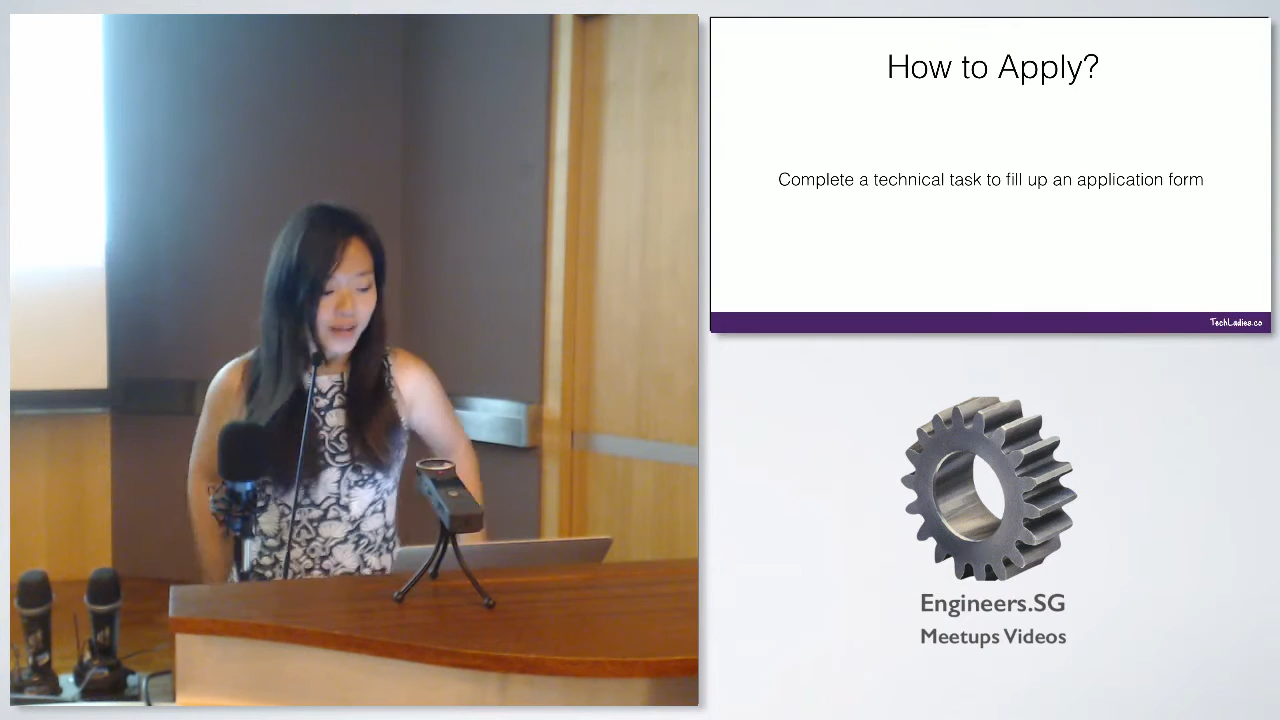 How to Apply?
Complete a technical task to fill up an application form
TechLadies.co
Engineers.SG
Meetups Videos